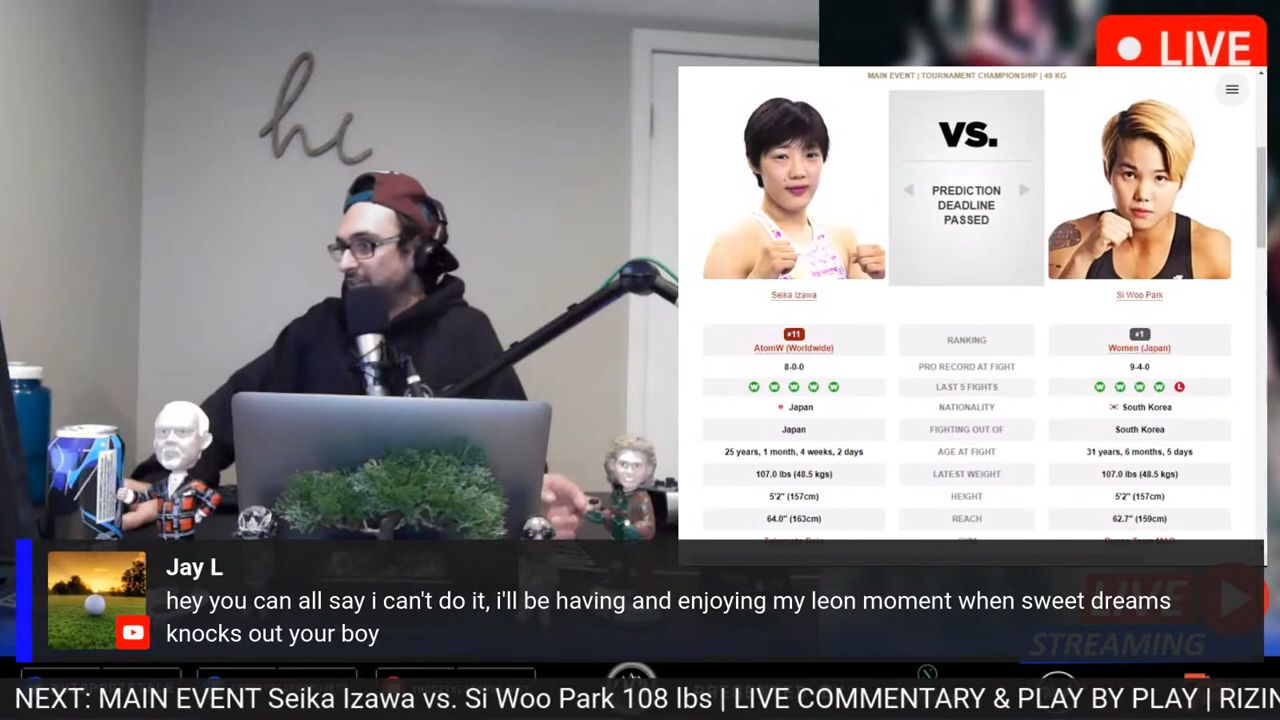 hi
LIVE
MAIN EVENT | TOURNAMENT CHAMPIONSHIP | 49 KG
VS.
PREDICTION
DEADLINE
PASSED
Seika Izawa
Si Woo Park
#11
#1
AtomW (Worldwide)
RANKING
Women (Japan)
8-0-0
PRO RECORD AT FIGHT
9-4-0
W W W W W
LAST 5 FIGHTS
W W W W L
Japan
NATIONALITY
South Korea
Japan
FIGHTING OUT OF
South Korea
25 years, 1 month, 4 weeks, 2 days
AGE AT FIGHT
31 years, 6 months, 5 days
107.0 lbs (48.5 kgs)
LATEST WEIGHT
107.0 lbs (48.5 kgs)
5'2" (157cm)
HEIGHT
5'2" (157cm)
64.0" (163cm)
REACH
62.7" (159cm)
Jay L
hey you can all say i can't do it, i'll be having and enjoying my leon moment when sweet dreams
knocks out your boy
LIVE
STREAMING
NEXT: MAIN EVENT Seika Izawa vs. Si Woo Park 108 lbs | LIVE COMMENTARY & PLAY BY PLAY | RIZIN